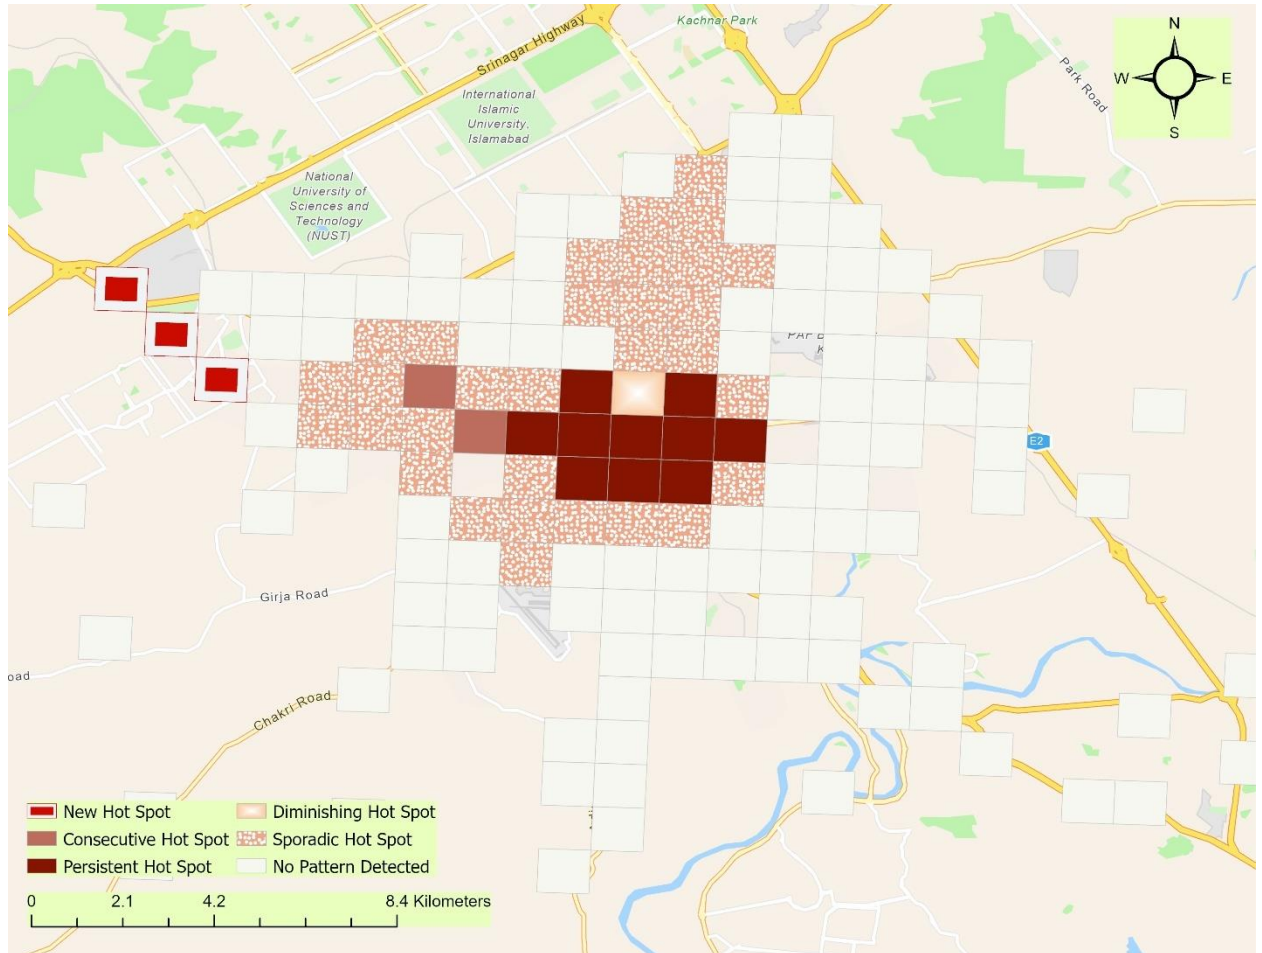 Kachnar Park
N
Srinagar Highway
Park Road
W
E
S
International
Islamic
University,
Islamabad
National
University of
Sciences and
Technology
(NUST)
E2
Girja Road
oad
Chakri Road
New Hot Spot
Diminishing Hot Spot
Consecutive Hot Spot
Sporadic Hot Spot
Persistent Hot Spot
No Pattern Detected
0 2.1 4.2 8.4 Kilometers